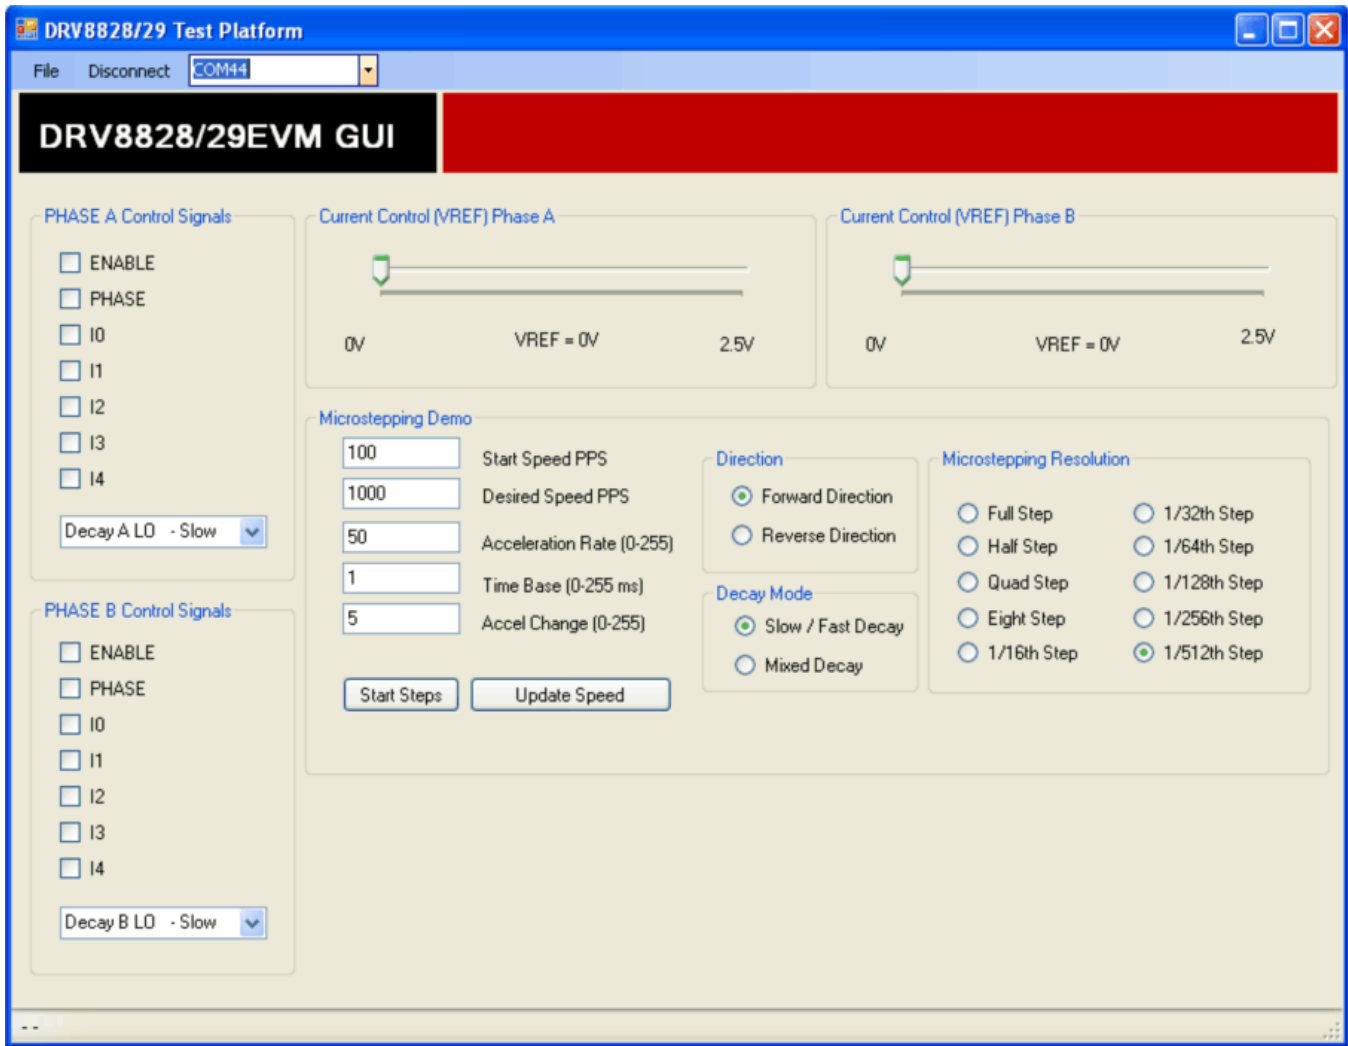 DRV8828/29 Test Platform
File Disconnect COM44
DRV8828/29EVM GUI
PHASE A Control Signals
ENABLE
PHASE
I0
I1
I2
I3
I4
Decay A LO - Slow
PHASE B Control Signals
ENABLE
PHASE
I0
I1
I2
I3
I4
Decay B LO - Slow
Current Control (VREF) Phase A
0V VREF = 0V 2.5V
Current Control (VREF) Phase B
0V VREF = 0V 2.5V
Microstepping Demo
100 Start Speed PPS
1000 Desired Speed PPS
50 Acceleration Rate (0-255)
1 Time Base (0-255 ms)
5 Accel Change (0-255)
Start Steps Update Speed
Direction
Forward Direction
Reverse Direction
Decay Mode
Slow / Fast Decay
Mixed Decay
Microstepping Resolution
Full Step 1/32th Step
Half Step 1/64th Step
Quad Step 1/128th Step
Eight Step 1/256th Step
1/16th Step 1/512th Step
- -